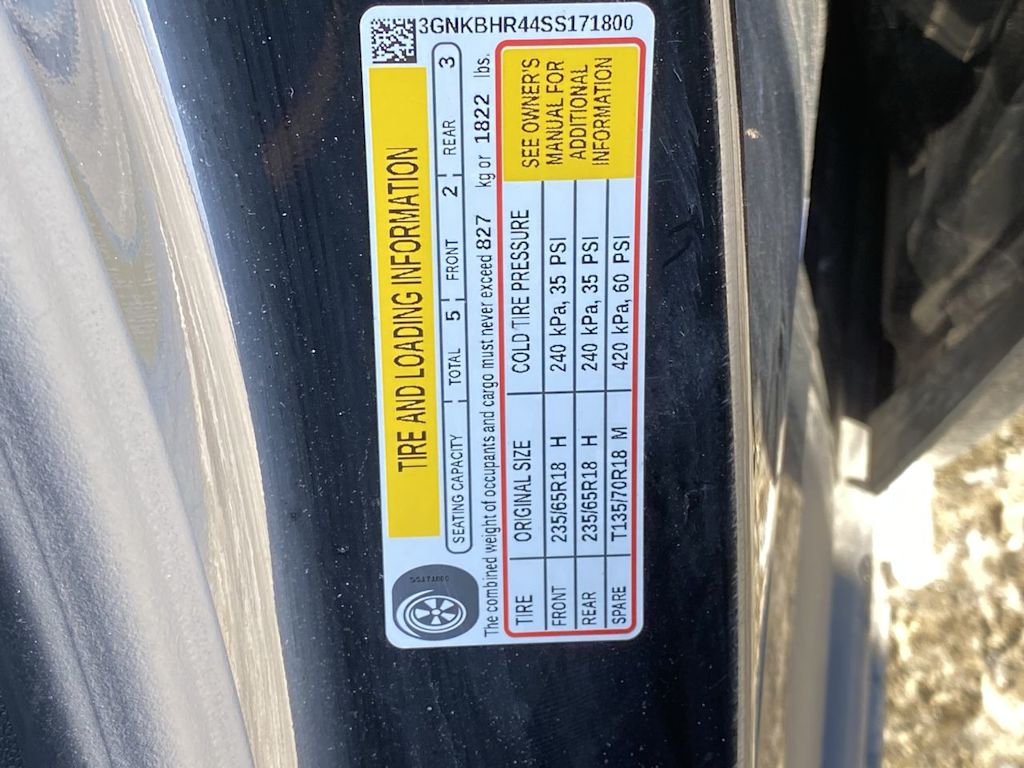 3GNKBHR44SS171800
TIRE AND LOADING INFORMATION
SEATING CAPACITY TOTAL 5 FRONT 2 REAR 3
The combined weight of occupants and cargo must never exceed 827 kg or 1822 lbs.
TIRE ORIGINAL SIZE COLD TIRE PRESSURE
FRONT 235/65R18 H 240 kPa, 35 PSI
REAR 235/65R18 H 240 kPa, 35 PSI
SPARE T135/70R18 M 420 kPa, 60 PSI
SEE OWNER'S
MANUAL FOR
ADDITIONAL
INFORMATION